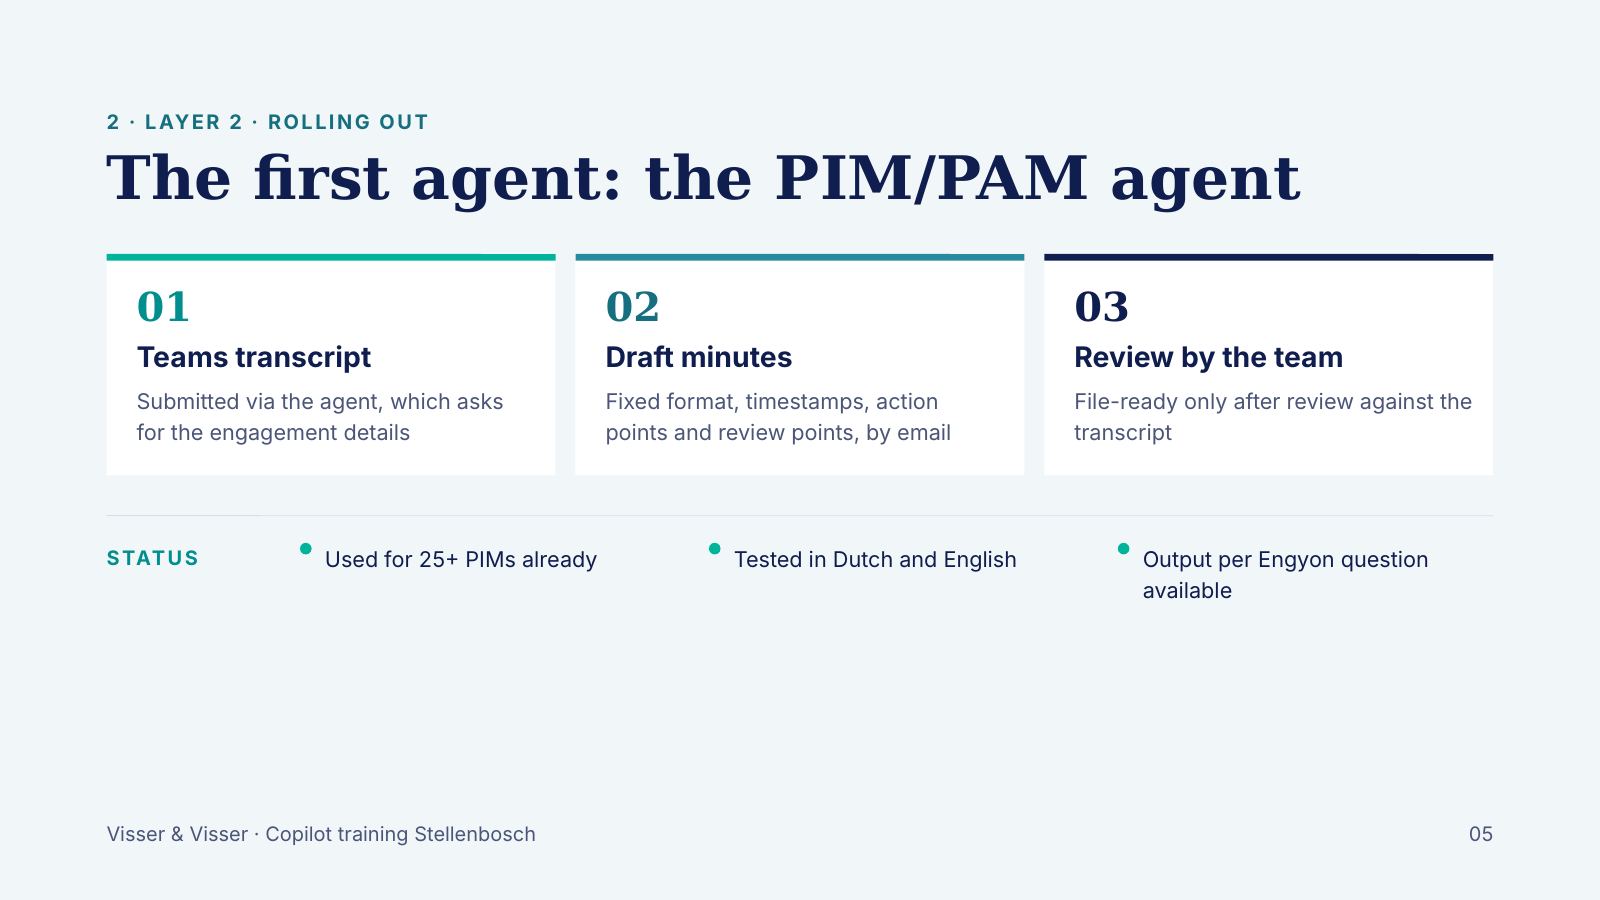 2 · LAYER 2 · ROLLING OUT
The first agent: the PIM/PAM agent
01
Teams transcript
Submitted via the agent, which asks
for the engagement details
02
Draft minutes
Fixed format, timestamps, action
points and review points, by email
03
Review by the team
File-ready only after review against the
transcript
STATUS
Used for 25+ PIMs already
Tested in Dutch and English
Output per Engyon question
available
Visser & Visser · Copilot training Stellenbosch
05